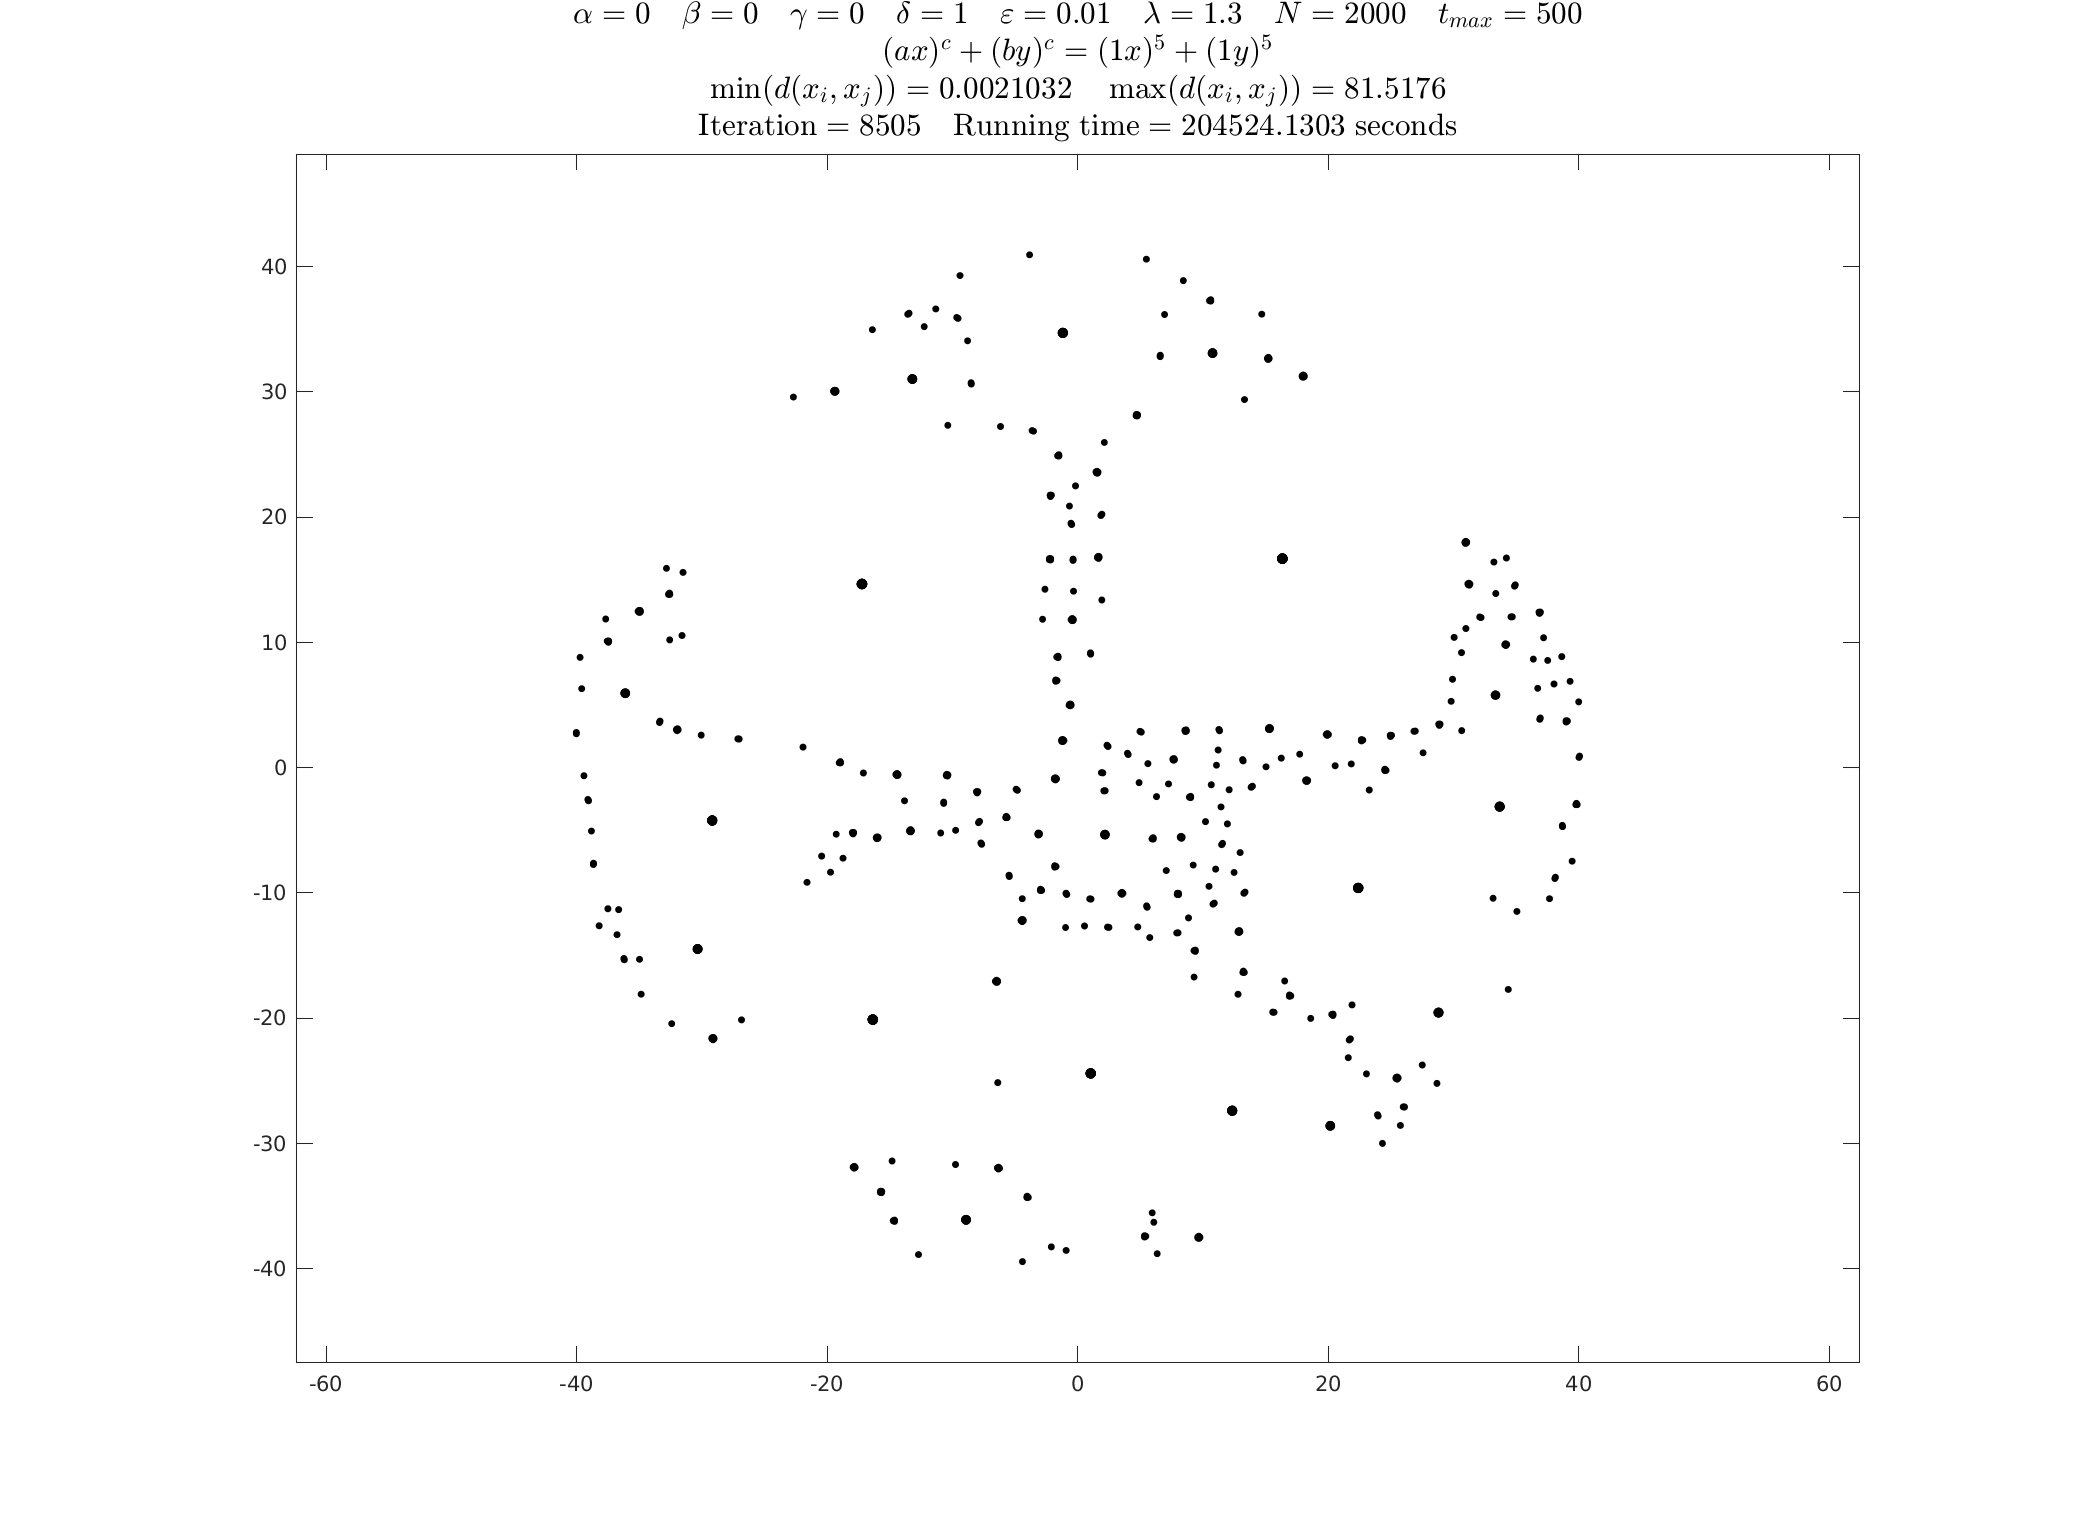 α = 0 β = 0 γ = 0 δ = 1 ε = 0.01 λ = 1.3 N = 2000 t_{max} = 500
(ax)^c + (by)^c = (1x)^5 + (1y)^5
min(d(x_i, x_j)) = 0.0021032 max(d(x_i, x_j)) = 81.5176
Iteration = 8505 Running time = 204524.1303 seconds
40
30
20
10
0
-10
-20
-30
-40
-60 -40 -20 0 20 40 60